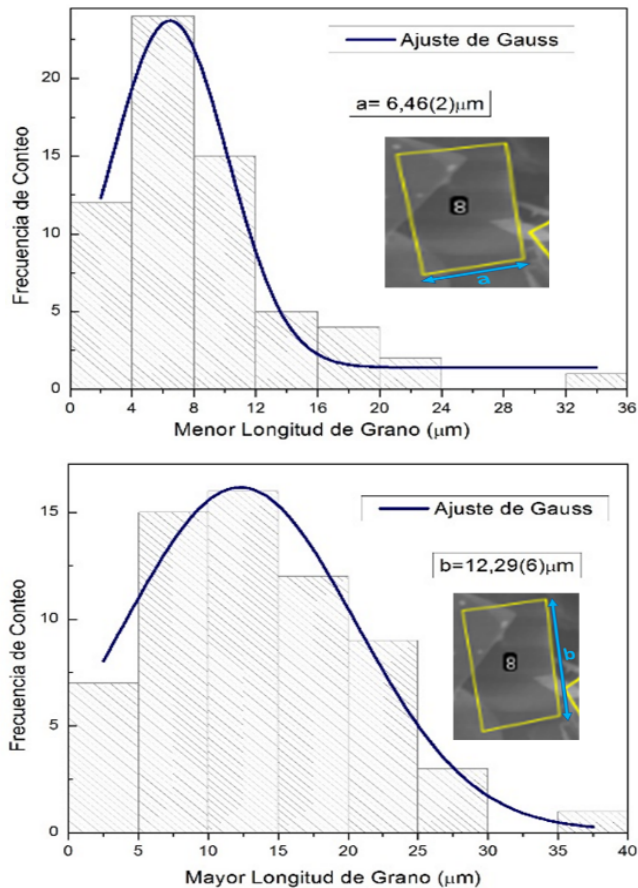 Ajuste de Gauss
a= 6,46(2)μm
8
a
Frecuencia de Conteo
20
15
10
5
0
0 4 8 12 16 20 24 28 32 36
Menor Longitud de Grano (μm)
Ajuste de Gauss
b=12,29(6)μm
8
b
Frecuencia de Conteo
15
10
5
0
0 5 10 15 20 25 30 35 40
Mayor Longitud de Grano (μm)